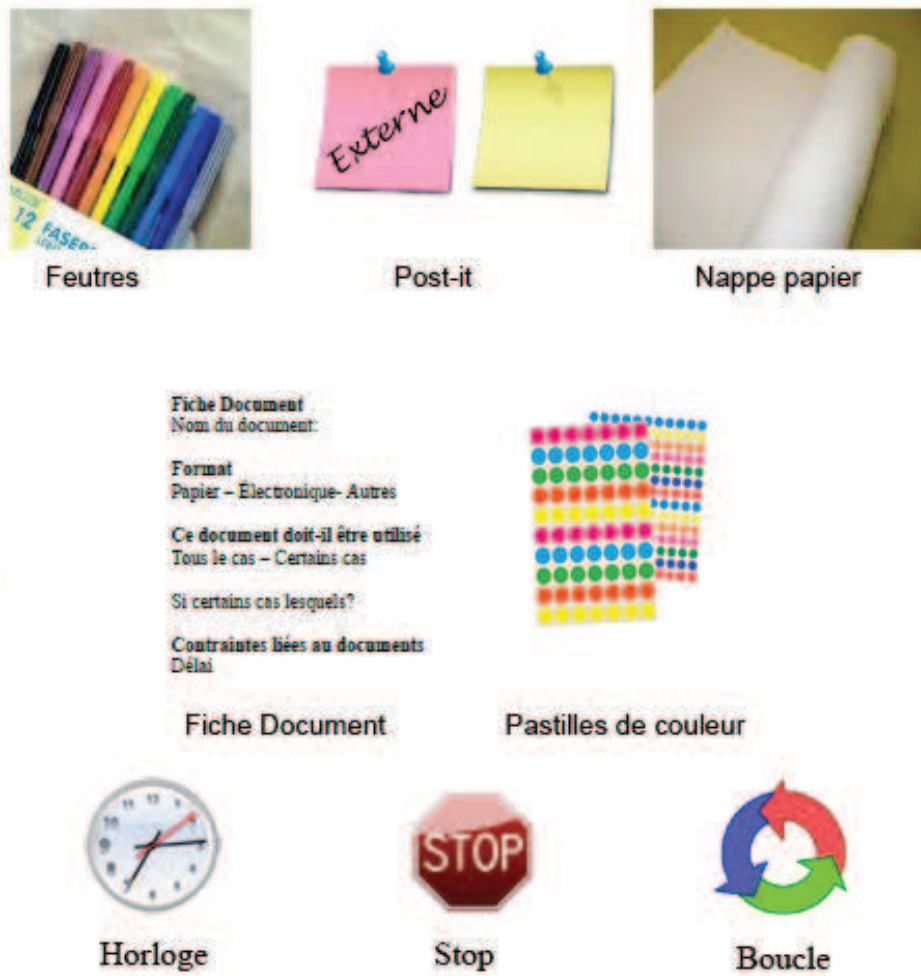 Externe
12 FASER
Feutres
Post-it
Nappe papier
Fiche Document
Nom du document:
Format
Papier – Électronique- Autres
Ce document doit-il être utilisé
Tous le cas – Certains cas
Si certains cas lesquels?
Contraintes liées au documents
Délai
Fiche Document
Pastilles de couleur
STOP
Horloge
Stop
Boucle